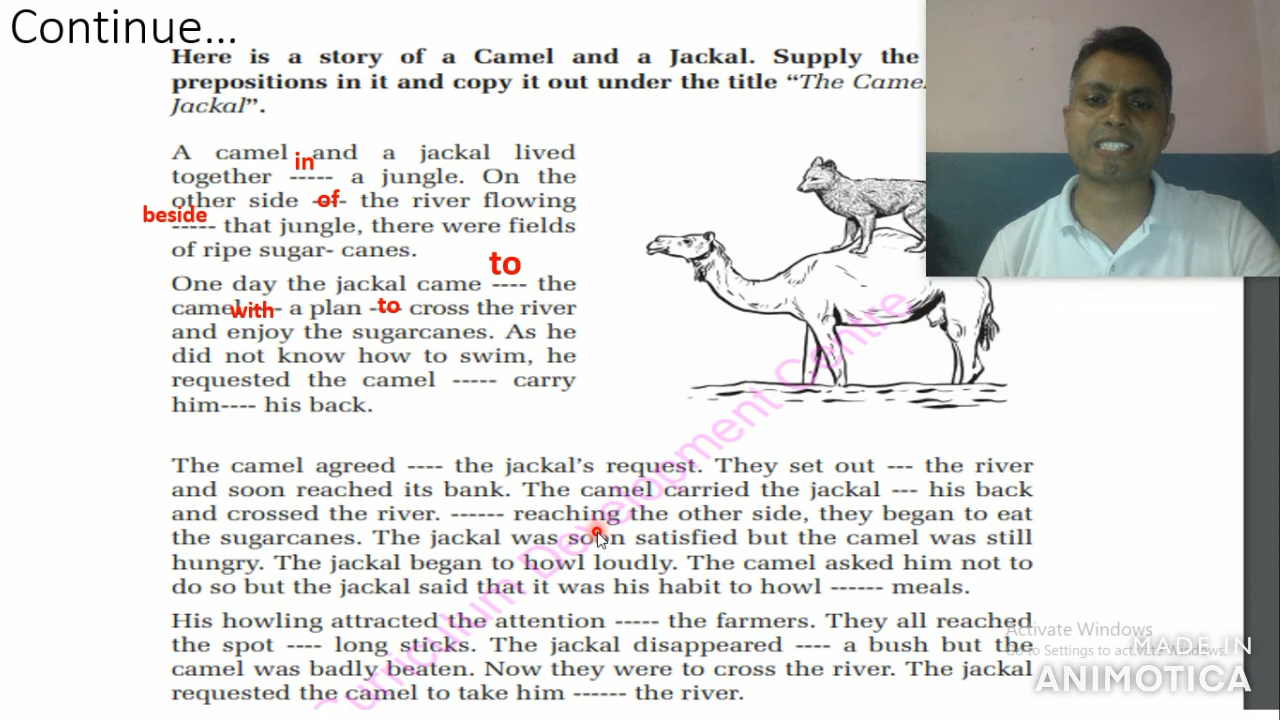 Continue...
Here is a story of a Camel and a Jackal. Supply the
prepositions in it and copy it out under the title “The Camel
Jackal”.
A camel and a jackal lived
in
together ----- a jungle. On the
other side -of- the river flowing
beside
----- that jungle, there were fields
of ripe sugar- canes.
to
One day the jackal came ---- the
camel with- a plan -to- cross the river
and enjoy the sugarcanes. As he
did not know how to swim, he
requested the camel ----- carry
him---- his back.
The camel agreed ---- the jackal’s request. They set out --- the river
and soon reached its bank. The camel carried the jackal --- his back
and crossed the river. ------ reaching the other side, they began to eat
the sugarcanes. The jackal was soon satisfied but the camel was still
hungry. The jackal began to howl loudly. The camel asked him not to
do so but the jackal said that it was his habit to howl ------ meals.
His howling attracted the attention ----- the farmers. They all reached
the spot ---- long sticks. The jackal disappeared ---- a bush but the
camel was badly beaten. Now they were to cross the river. The jackal
requested the camel to take him ------ the river.
Curriculum Development Centre
Activate Windows
Go to Settings to activate Windows.
MADE IN
ANIMOTICA